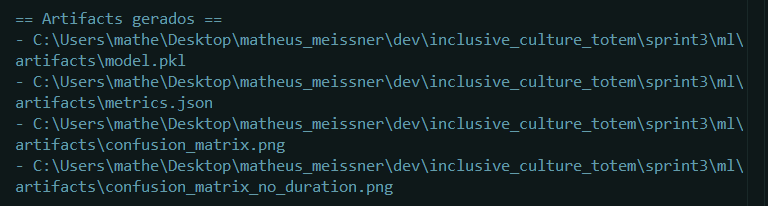 == Artifacts gerados ==
- C:\Users\mathe\Desktop\matheus_meissner\dev\inclusive_culture_totem\sprint3\ml\
artifacts\model.pkl
- C:\Users\mathe\Desktop\matheus_meissner\dev\inclusive_culture_totem\sprint3\ml\
artifacts\metrics.json
- C:\Users\mathe\Desktop\matheus_meissner\dev\inclusive_culture_totem\sprint3\ml\
artifacts\confusion_matrix.png
- C:\Users\mathe\Desktop\matheus_meissner\dev\inclusive_culture_totem\sprint3\ml\
artifacts\confusion_matrix_no_duration.png